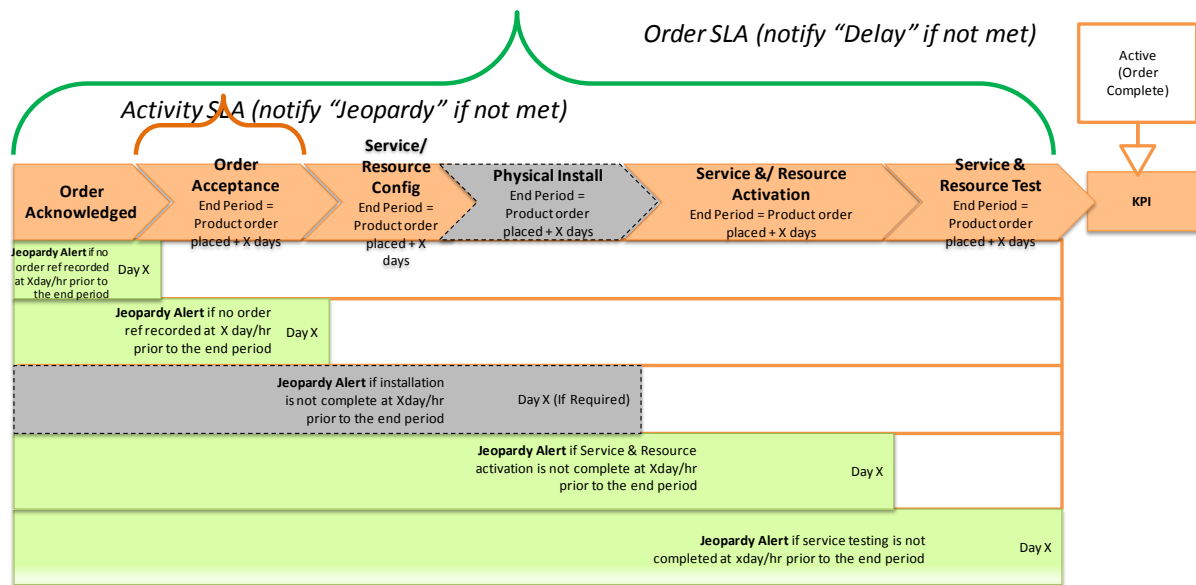 Order SLA (notify “Delay” if not met)
Active
(Order
Complete)
Activity SLA (notify “Jeopardy” if not met)
Order
Acknowledged
Order
Acceptance
End Period =
Product order
placed + X days
Service/
Resource
Config
End Period =
Product order
placed + X
days
Physical Install
End Period =
Product order
placed + X days
Service &/ Resource
Activation
End Period = Product order
placed + X days
Service &
Resource Test
End Period =
Product order
placed + X days
KPI
Jeopardy Alert if no
order ref recorded
at Xday/hr prior to
the end period
Day X
Jeopardy Alert if no order
ref recorded at X day/hr
prior to the end period
Day X
Jeopardy Alert if installation
is not complete at Xday/hr
prior to the end period
Day X (If Required)
Jeopardy Alert if Service & Resource
activation is not complete at Xday/hr
prior to the end period
Day X
Jeopardy Alert if service testing is not
completed at xday/hr prior to the end period
Day X